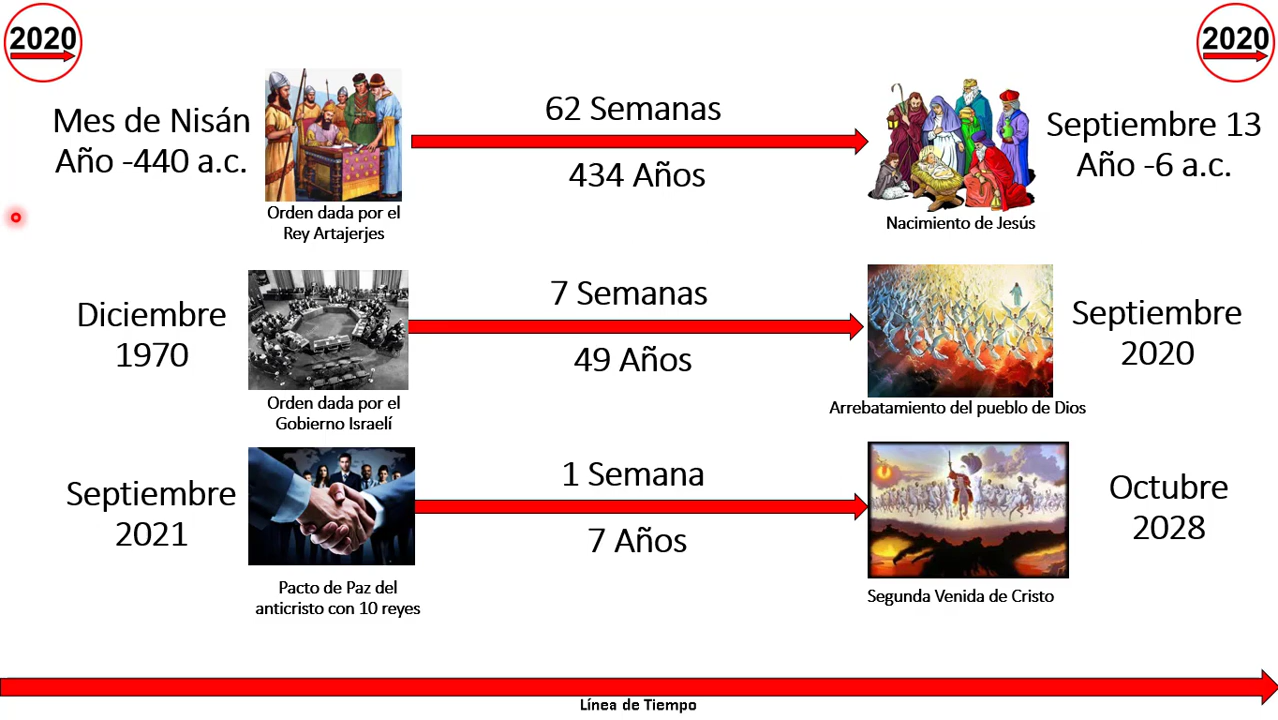 2020
2020
Mes de Nisán
Año -440 a.c.
Orden dada por el
Rey Artajerjes
62 Semanas
434 Años
Nacimiento de Jesús
Septiembre 13
Año -6 a.c.
Diciembre
1970
Orden dada por el
Gobierno Israelí
7 Semanas
49 Años
Arrebatamiento del pueblo de Dios
Septiembre
2020
Septiembre
2021
Pacto de Paz del
anticristo con 10 reyes
1 Semana
7 Años
Segunda Venida de Cristo
Octubre
2028
Línea de Tiempo